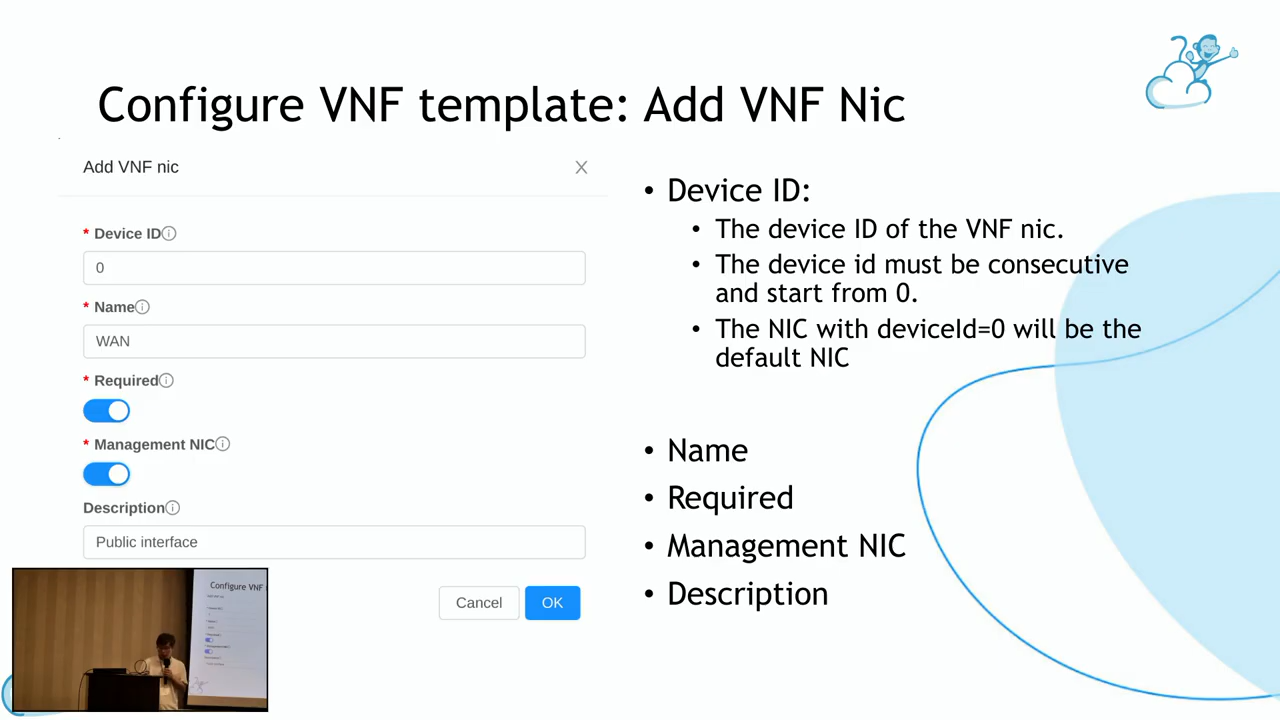 Configure VNF template: Add VNF Nic
Add VNF nic
* Device ID
0
* Name
WAN
* Required
* Management NIC
Description
Public interface
Cancel
OK
• Device ID:
• The device ID of the VNF nic.
• The device id must be consecutive
and start from 0.
• The NIC with deviceId=0 will be the
default NIC
• Name
• Required
• Management NIC
• Description
Configure VNF